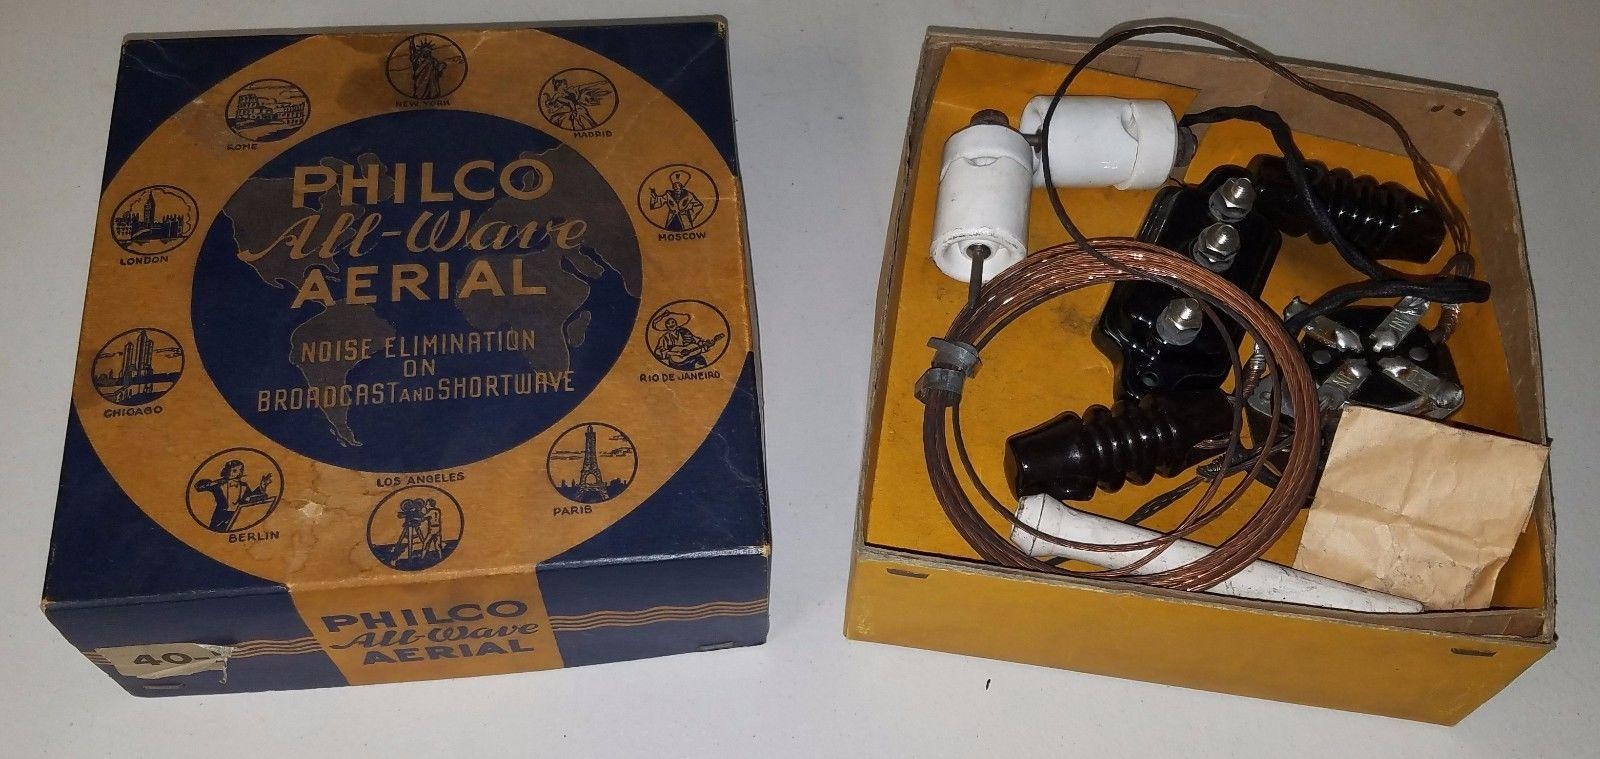 NEW YORK
MADRID
ROME
PHILCO
All-Wave
AERIAL
MOSCOW
LONDON
NOISE ELIMINATION
ON
BROADCAST AND SHORTWAVE
RIO DE JANEIRO
CHICAGO
LOS ANGELES
PARIS
BERLIN
PHILCO
All-Wave
AERIAL
40